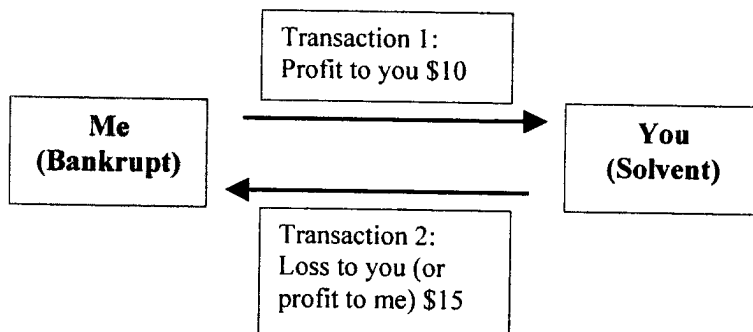 Transaction 1:
Profit to you $10
Me
(Bankrupt)
You
(Solvent)
Transaction 2:
Loss to you (or
profit to me) $15